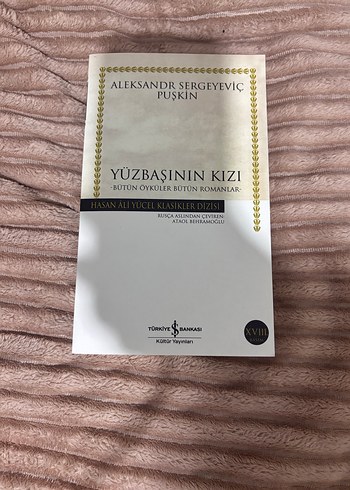 ALEKSANDR SERGEYEVİÇ
PUŞKİN
YÜZBAŞININ KIZI
·BÜTÜN ÖYKÜLER BÜTÜN ROMANLAR·
HASAN ÂLİ YÜCEL KLASİKLER DİZİSİ
RUSÇA ASLINDAN ÇEVİREN:
ATAOL BEHRAMOĞLU
TÜRKİYE İŞ BANKASI
Kültür Yayınları
XVIII